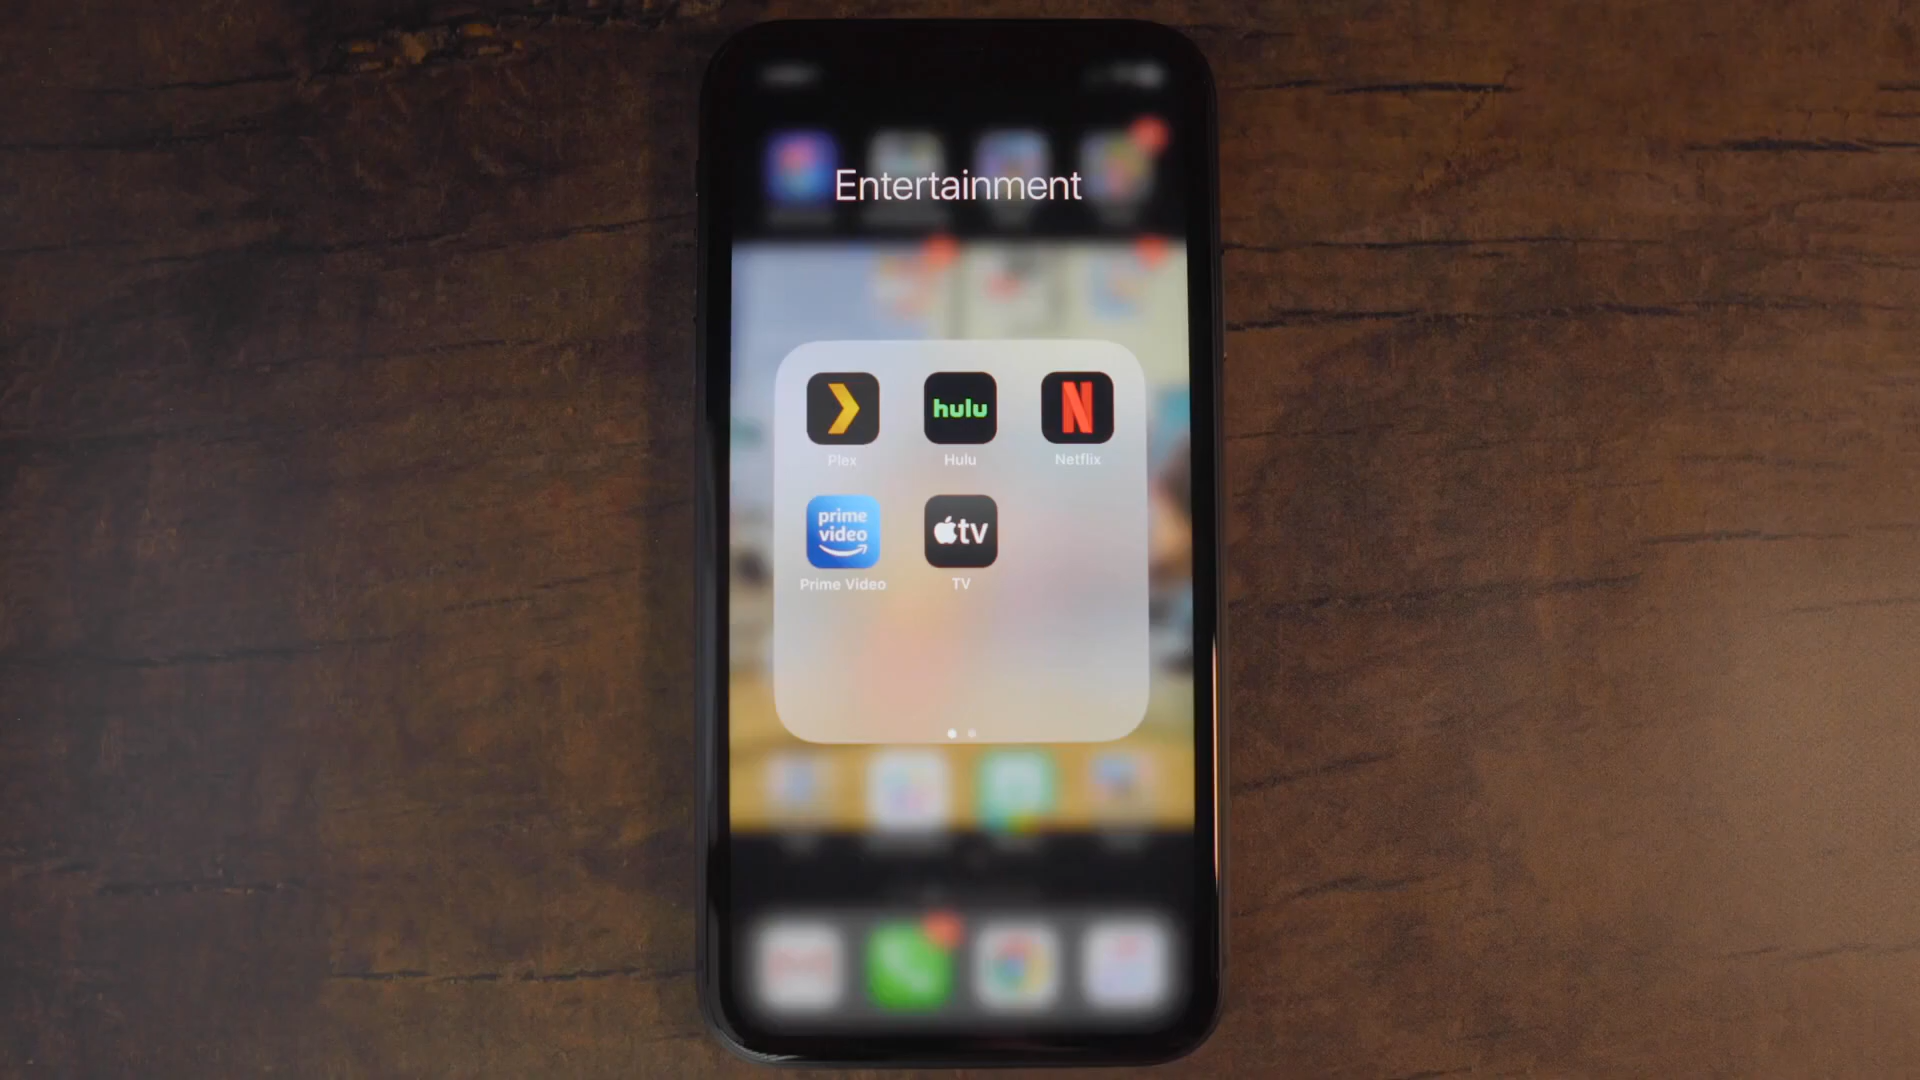 Entertainment
hulu
N
Plex
Hulu
Netflix
prime
video
tv
Prime Video
TV